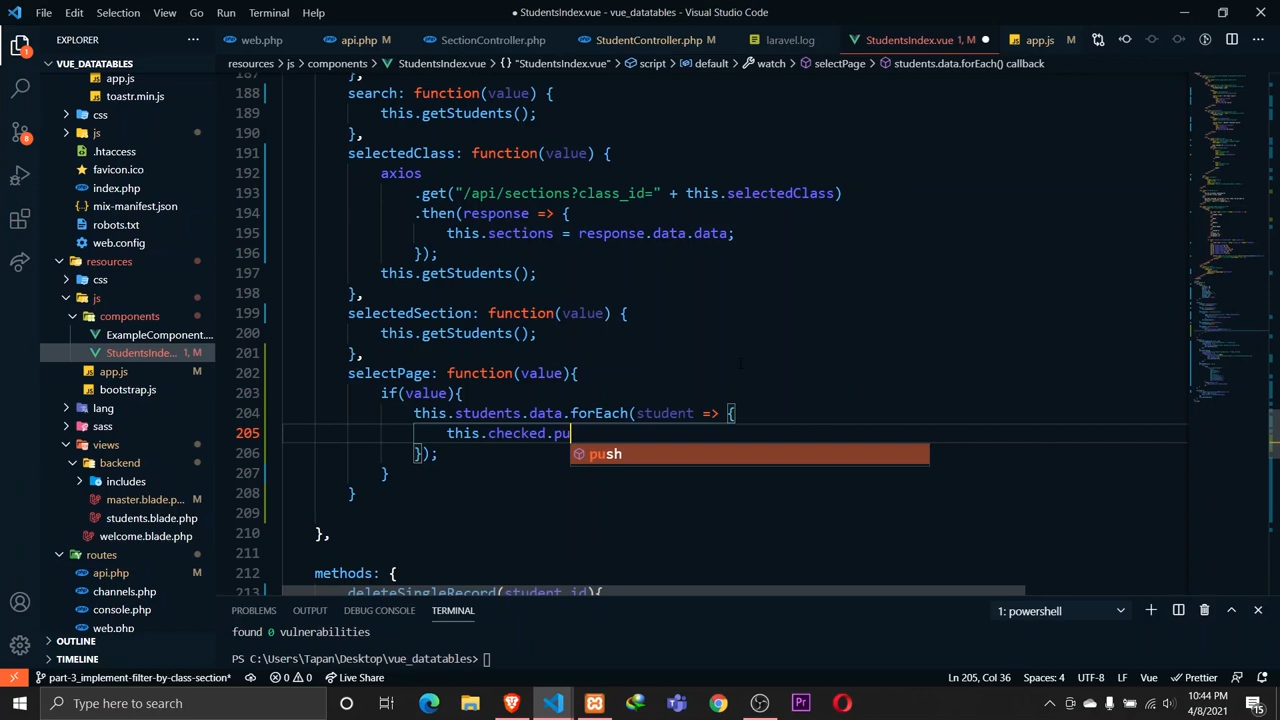 File Edit Selection View Go Run Terminal Help
● StudentsIndex.vue - vue_datatables - Visual Studio Code
EXPLORER ...
web.php api.php M SectionController.php StudentController.php M laravel.log StudentsIndex.vue 1, M ● app.js M
VUE_DATATABLES
resources > js > components > StudentsIndex.vue > {} "StudentsIndex.vue" > script > default > watch > selectPage > students.data.forEach() callback
app.js
toastr.min.js
css
js
.htaccess
favicon.ico
index.php
mix-manifest.json
robots.txt
web.config
resources
css
js
components
ExampleComponent....
StudentsInde... 1, M
app.js M
bootstrap.js
lang
sass
views
backend
includes
master.blade.p... M
students.blade.php
welcome.blade.php
routes
api.php M
channels.php
console.php
web.php
OUTLINE
TIMELINE
187 },
188 search: function(value) {
189 this.getStudents();
190 },
191 selectedClass: function(value) {
192 axios
193 .get("/api/sections?class_id=" + this.selectedClass)
194 .then(response => {
195 this.sections = response.data.data;
196 });
197 this.getStudents();
198 },
199 selectedSection: function(value) {
200 this.getStudents();
201 },
202 selectPage: function(value){
203 if(value){
204 this.students.data.forEach(student => {
205 this.checked.pu
push
206 });
207 }
208 }
209
210 },
211
212 methods: {
213 deleteSingleRecord(student_id){
PROBLEMS OUTPUT DEBUG CONSOLE TERMINAL 1: powershell
found 0 vulnerabilities
PS C:\Users\Tapan\Desktop\vue_datatables>
part-3_implement-filter-by-class-section* 0 0 Live Share Ln 205, Col 36 Spaces: 4 UTF-8 LF Vue Prettier
Type here to search
10:44 PM
4/8/2021
1
8
15